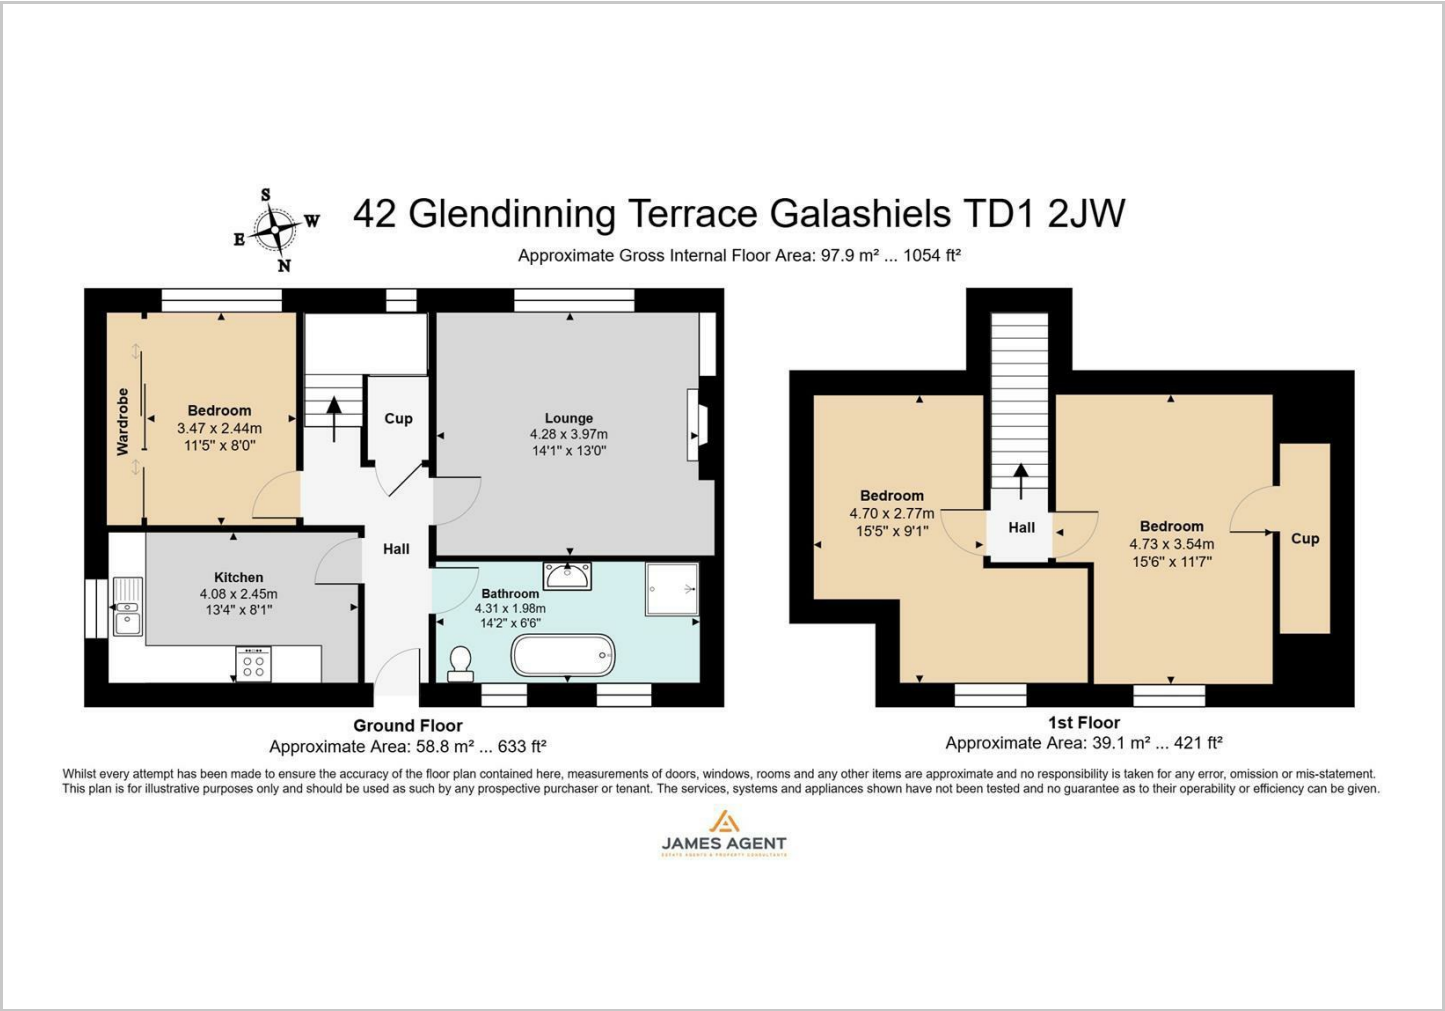 S
W
E
N
42 Glendinning Terrace Galashiels TD1 2JW
Approximate Gross Internal Floor Area: 97.9 m² ... 1054 ft²
Wardrobe
Bedroom
3.47 x 2.44m
11'5" x 8'0"
Cup
Lounge
4.28 x 3.97m
14'1" x 13'0"
Hall
Kitchen
4.08 x 2.45m
13'4" x 8'1"
Bathroom
4.31 x 1.98m
14'2" x 6'6"
Ground Floor
Approximate Area: 58.8 m² ... 633 ft²
Bedroom
4.70 x 2.77m
15'5" x 9'1"
Hall
Bedroom
4.73 x 3.54m
15'6" x 11'7"
Cup
1st Floor
Approximate Area: 39.1 m² ... 421 ft²
Whilst every attempt has been made to ensure the accuracy of the floor plan contained here, measurements of doors, windows, rooms and any other items are approximate and no responsibility is taken for any error, omission or mis-statement.
This plan is for illustrative purposes only and should be used as such by any prospective purchaser or tenant. The services, systems and appliances shown have not been tested and no guarantee as to their operability or efficiency can be given.
JAMES AGENT
ESTATE AGENTS & PROPERTY CONSULTANTS